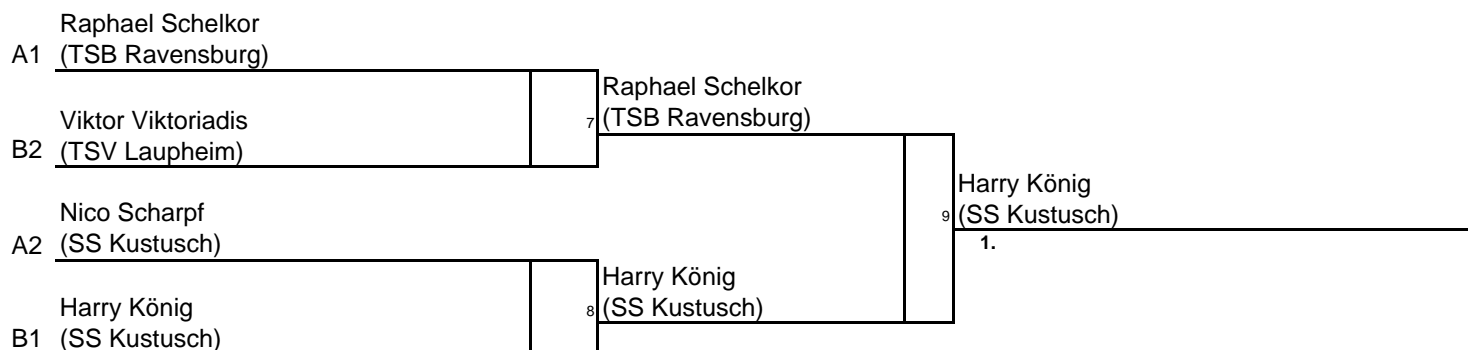 Raphael Schelkor
A1 (TSB Ravensburg)
Raphael Schelkor
7 (TSB Ravensburg)
Viktor Viktoriadis
B2 (TSV Laupheim)
Harry König
9 (SS Kustusch)
1.
Nico Scharpf
A2 (SS Kustusch)
Harry König
8 (SS Kustusch)
Harry König
B1 (SS Kustusch)